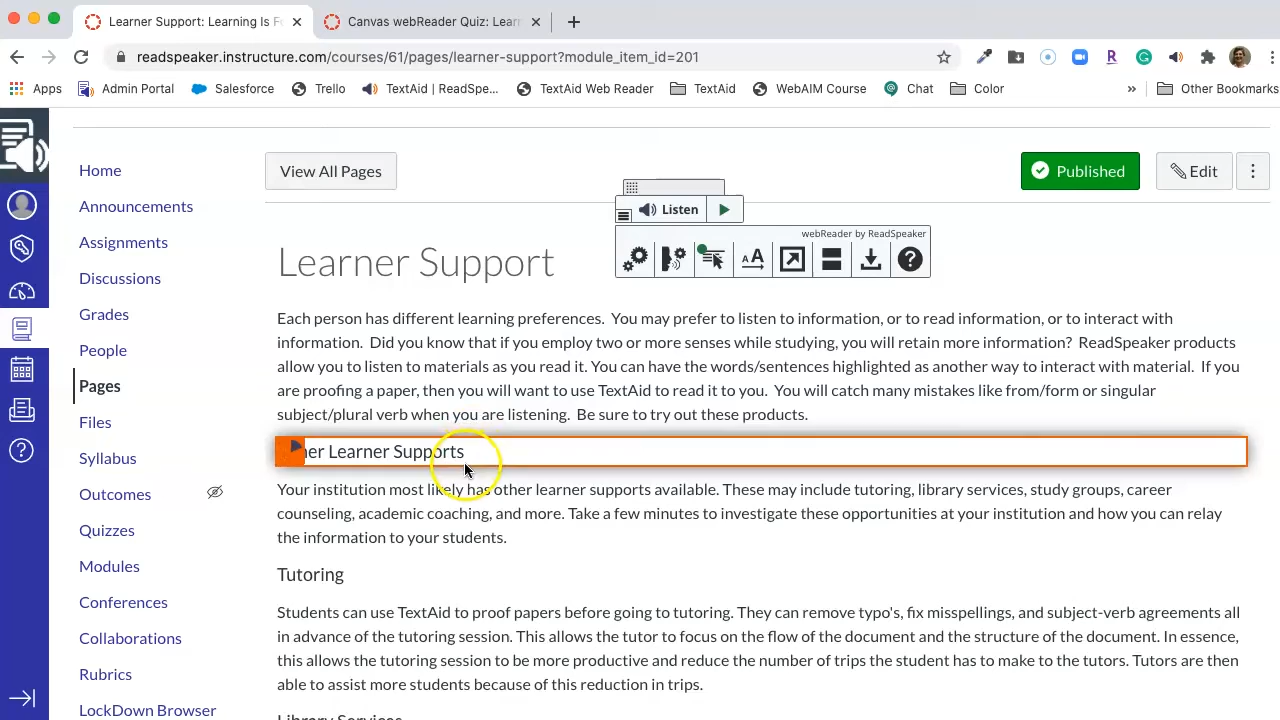 Learner Support: Learning Is F
Canvas webReader Quiz: Lear
readspeaker.instructure.com/courses/61/pages/learner-support?module_item_id=201
R
Apps Admin Portal Salesforce Trello TextAid | ReadSpe... TextAid Web Reader TextAid WebAIM Course Chat Color » Other Bookmarks
Home
Announcements
Assignments
Discussions
Grades
People
Pages
Files
Syllabus
Outcomes
Quizzes
Modules
Conferences
Collaborations
Rubrics
LockDown Browser
View All Pages
Published
Edit
Listen
webReader by ReadSpeaker
Learner Support
Each person has different learning preferences. You may prefer to listen to information, or to read information, or to interact with
information. Did you know that if you employ two or more senses while studying, you will retain more information? ReadSpeaker products
allow you to listen to materials as you read it. You can have the words/sentences highlighted as another way to interact with material. If you
are proofing a paper, then you will want to use TextAid to read it to you. You will catch many mistakes like from/form or singular
subject/plural verb when you are listening. Be sure to try out these products.
her Learner Supports
Your institution most likely has other learner supports available. These may include tutoring, library services, study groups, career
counseling, academic coaching, and more. Take a few minutes to investigate these opportunities at your institution and how you can relay
the information to your students.
Tutoring
Students can use TextAid to proof papers before going to tutoring. They can remove typo's, fix misspellings, and subject-verb agreements all
in advance of the tutoring session. This allows the tutor to focus on the flow of the document and the structure of the document. In essence,
this allows the tutoring session to be more productive and reduce the number of trips the student has to make to the tutors. Tutors are then
able to assist more students because of this reduction in trips.
Library Services